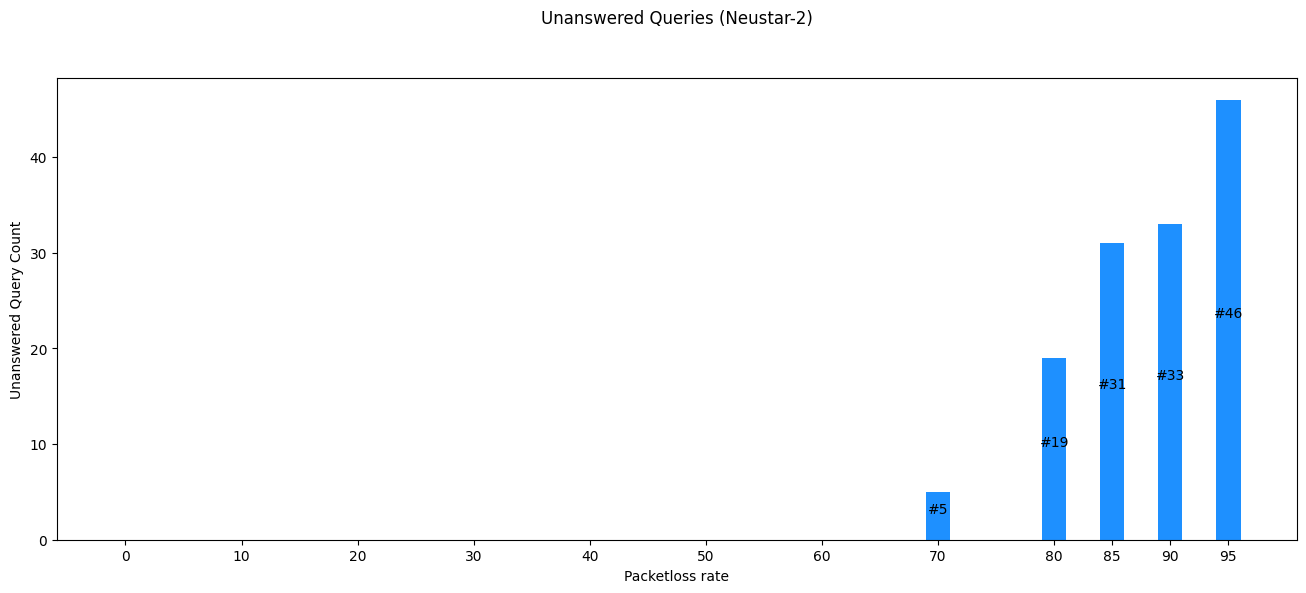 Unanswered Queries (Neustar-2)
Unanswered Query Count
40
30
20
10
0
#5
#19
#31
#33
#46
0 10 20 30 40 50 60 70 80 85 90 95
Packetloss rate